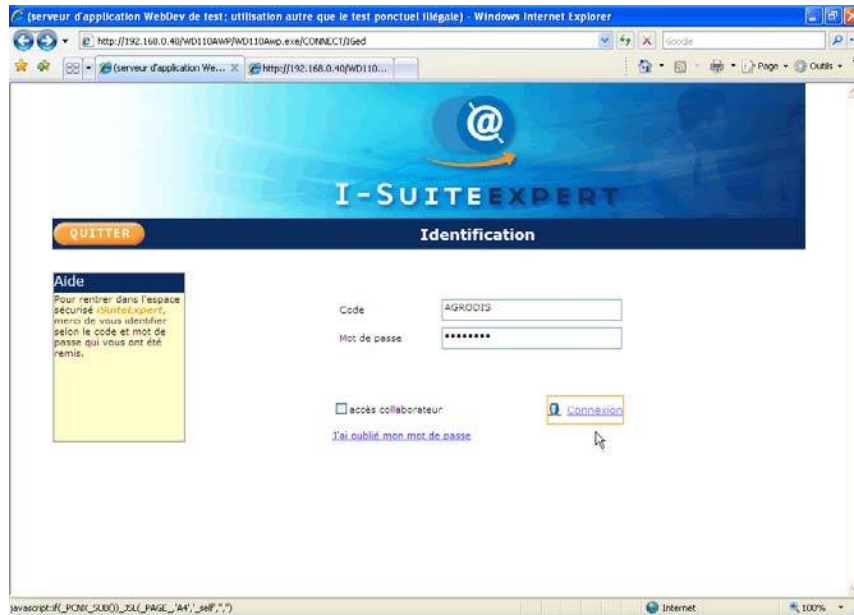 (serveur d'application WebDev de test; utilisation autre que le test ponctuel illégale) - Windows Internet Explorer
http://192.168.0.40/WD110AWP/WD110Awp.exe/CONNECT/IGed
Google
(serveur d'application We... X
http://192.168.0.40/WD110...
Page
Outils
@
I-SUITEEXPERT
QUITTER
Identification
Aide
Pour rentrer dans l'espace
sécurisé iSuiteExpert,
merci de vous identifier
selon le code et mot de
passe qui vous ont été
remis.
Code
AGRODIS
Mot de passe
••••••••
accès collaborateur
Connexion
J'ai oublié mon mot de passe
javascript:if(_PCNX_SUB())_JSL(_PAGE_,'A4','_self','','')
Internet
100%